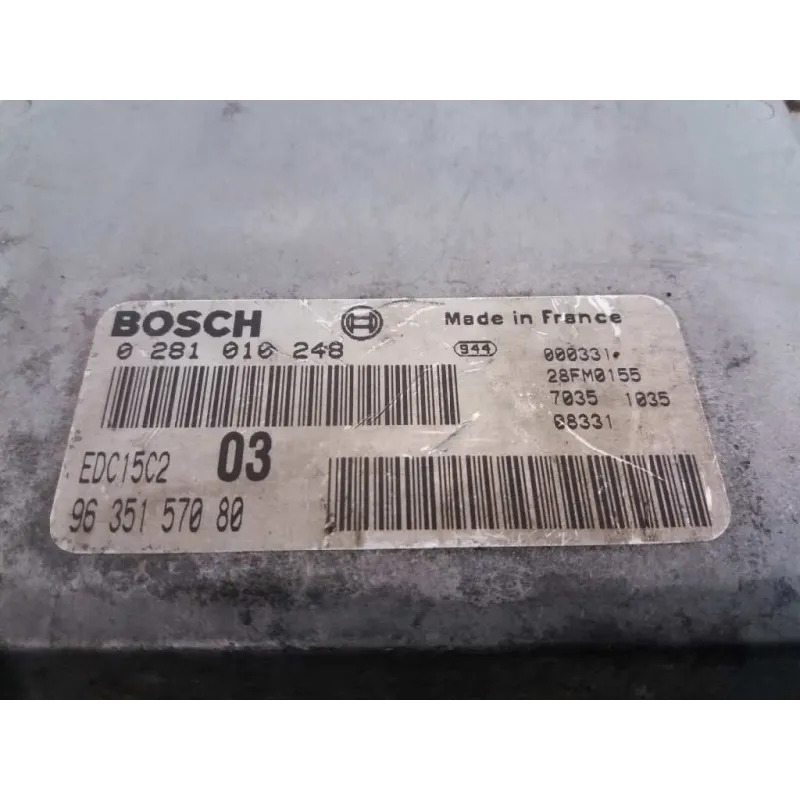 BOSCH Made in France
0 281 010 248 944 000331
28FM0155
7035 1035
08331
EDC15C2 03
96 351 570 80